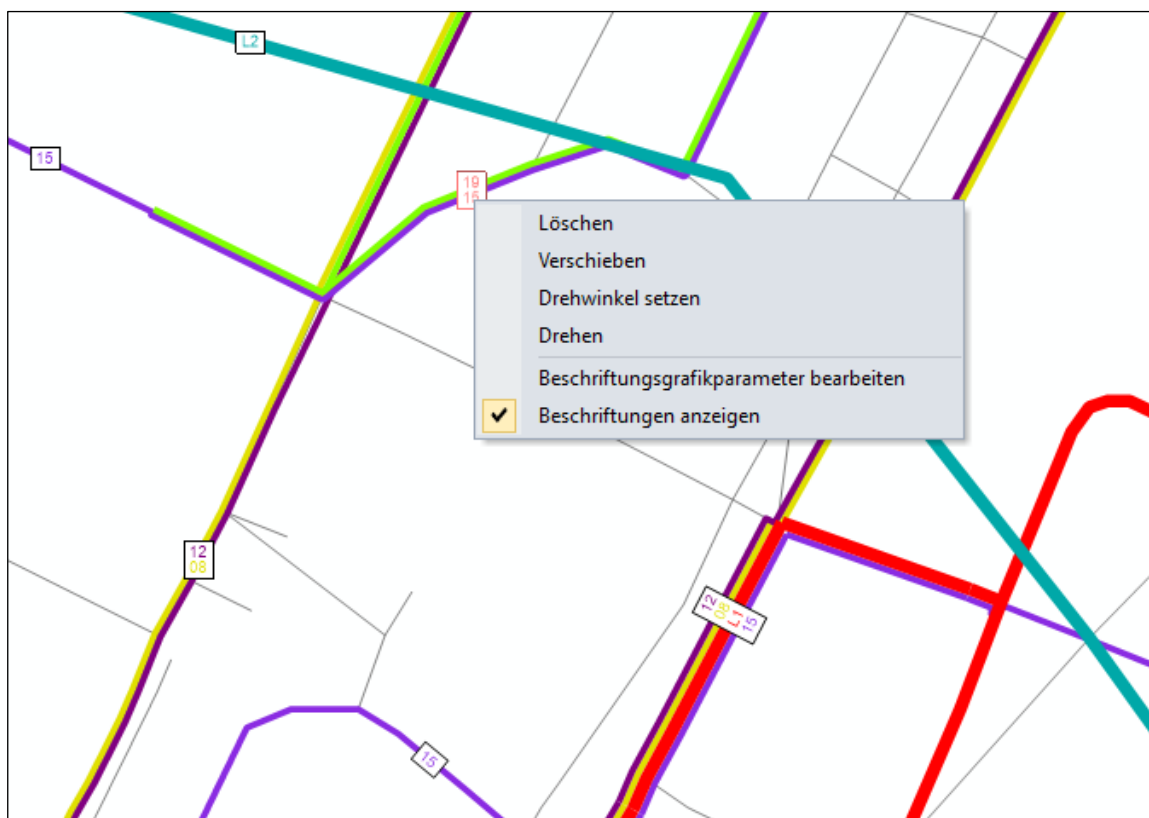 L2
15
19
15
Löschen
Verschieben
Drehwinkel setzen
Drehen
Beschriftungsgrafikparameter bearbeiten
Beschriftungen anzeigen
12
08
12
08
L1
15
15